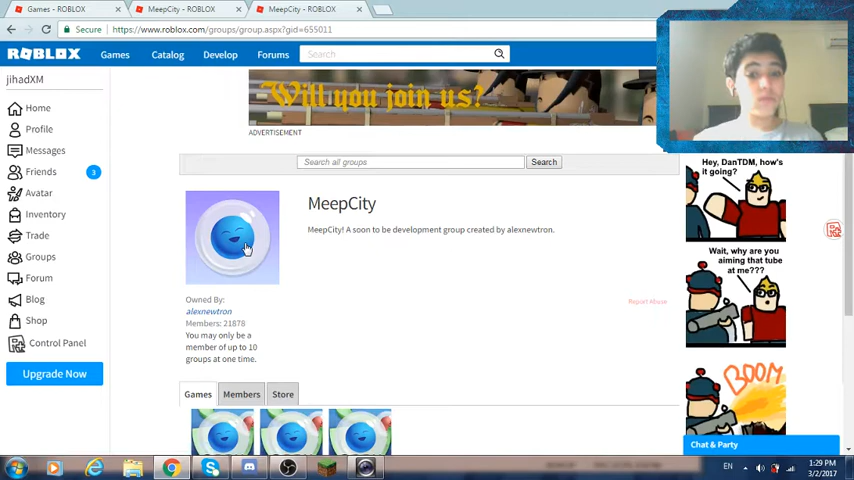 Games - ROBLOX
MeepCity - ROBLOX
MeepCity - ROBLOX
Secure
https://www.roblox.com/groups/group.aspx?gid=655011
ROBLOX
Games
Catalog
Develop
Forums
Search
jihadXM
Home
Profile
Messages
Friends
3
Avatar
Inventory
Trade
Groups
Forum
Blog
Shop
Control Panel
Upgrade Now
Will you join us?
ADVERTISEMENT
Search all groups
Search
MeepCity
MeepCity! A soon to be development group created by alexnewtron.
Owned By:
alexnewtron
Members: 21878
You may only be a
member of up to 10
groups at one time.
Report Abuse
Games
Members
Store
Hey, DanTDM, how's
it going?
Wait, why are you
aiming that tube
at me???
BOOM
Chat & Party
EN
1:29 PM
3/2/2017